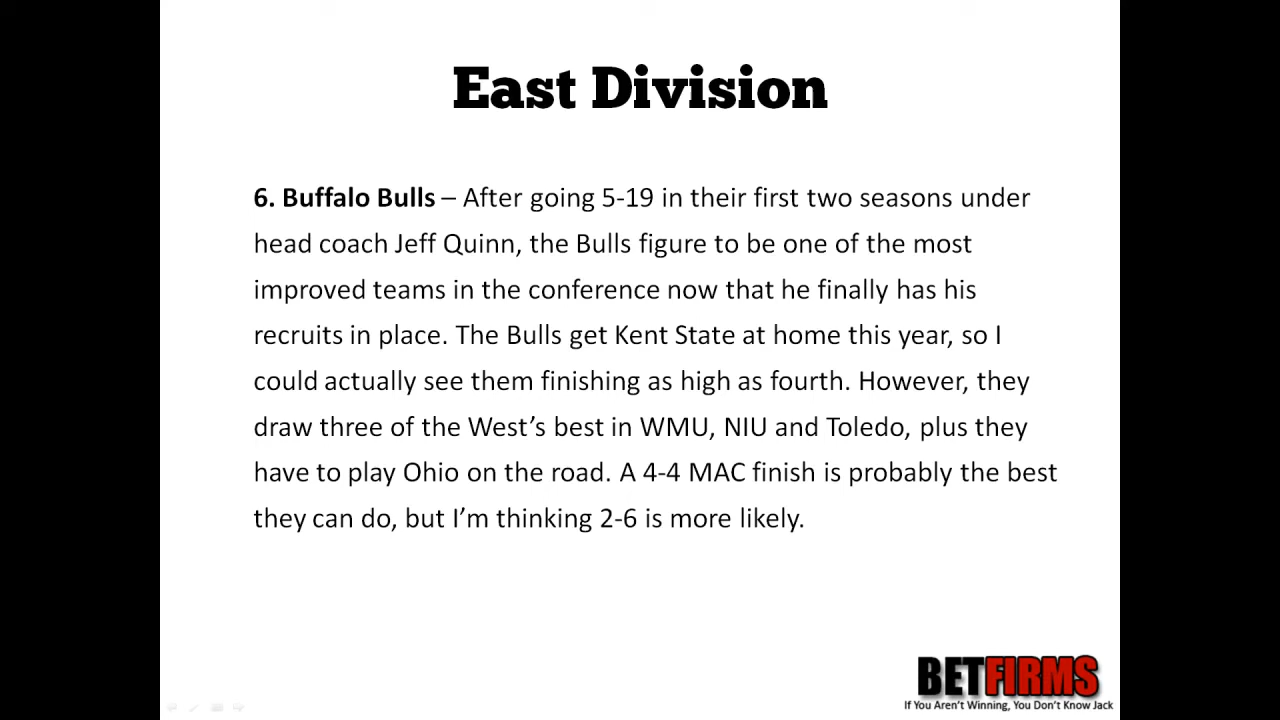 East Division
6. Buffalo Bulls – After going 5-19 in their first two seasons under
head coach Jeff Quinn, the Bulls figure to be one of the most
improved teams in the conference now that he finally has his
recruits in place. The Bulls get Kent State at home this year, so I
could actually see them finishing as high as fourth. However, they
draw three of the West’s best in WMU, NIU and Toledo, plus they
have to play Ohio on the road. A 4-4 MAC finish is probably the best
they can do, but I’m thinking 2-6 is more likely.
BETFIRMS
If You Aren't Winning, You Don't Know Jack